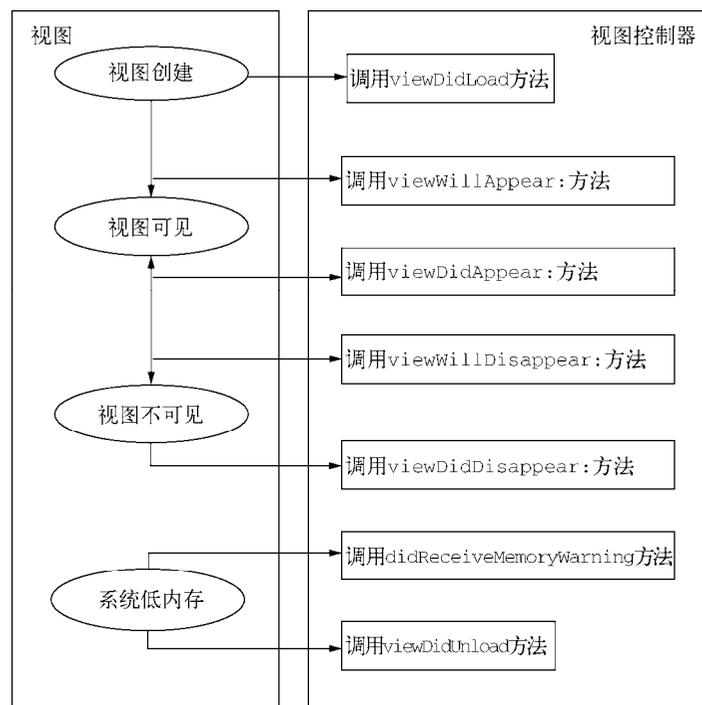 视图
视图控制器
视图创建
调用viewDidLoad方法
调用viewWillAppear:方法
视图可见
调用viewDidAppear:方法
调用viewWillDisappear:方法
视图不可见
调用viewDidDisappear:方法
调用didReceiveMemoryWarning方法
系统低内存
调用viewDidUnload方法